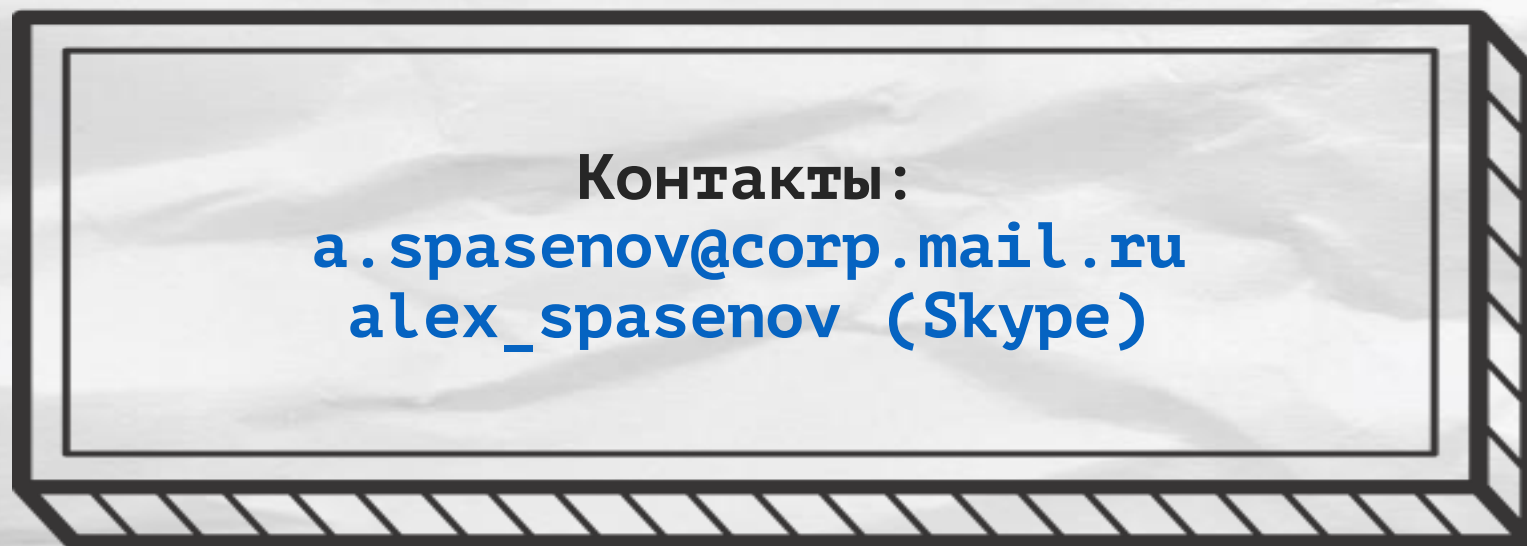 Контакты:
a.spasenov@corp.mail.ru
alex_spasenov (Skype)